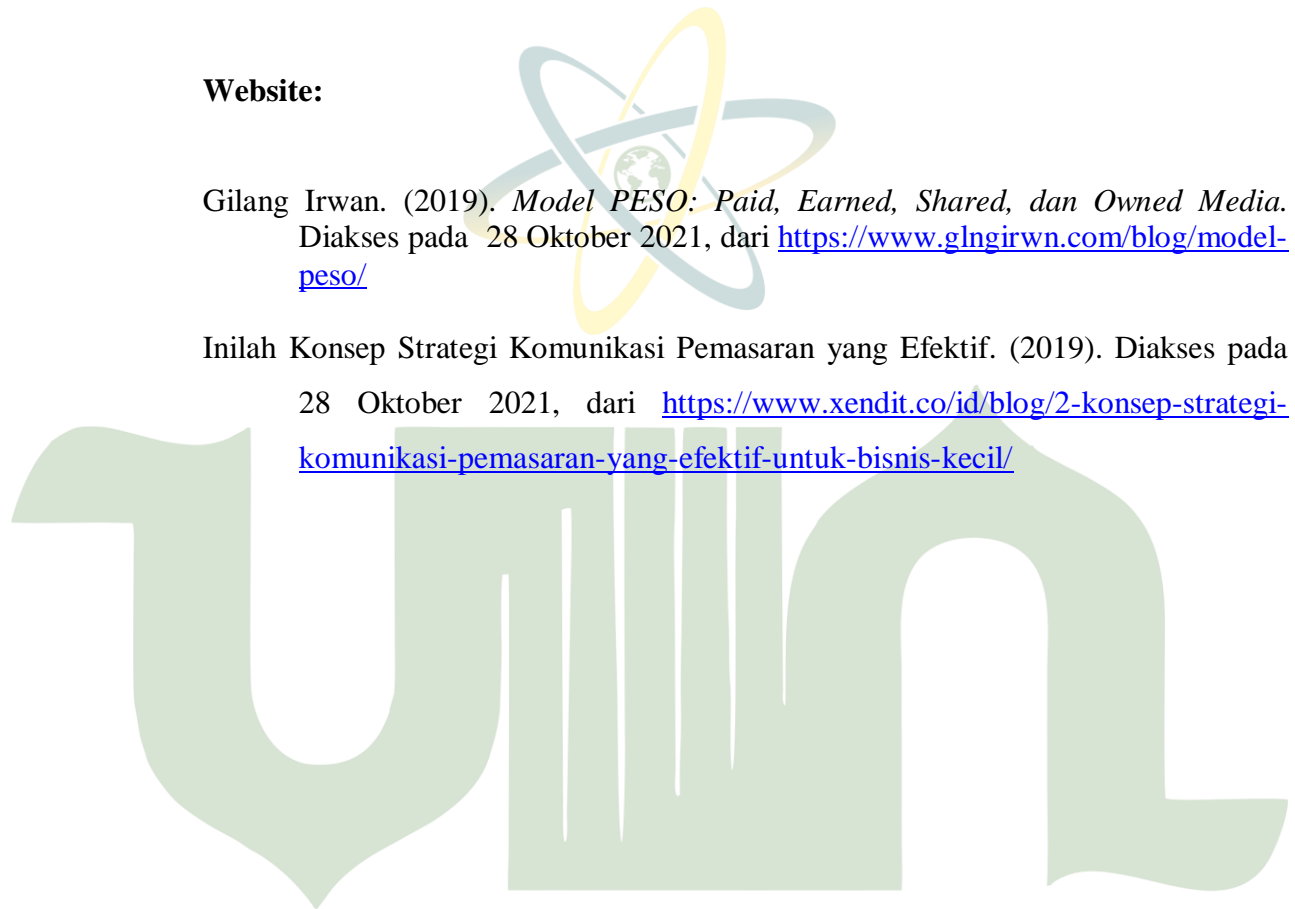 Website:
Gilang Irwan. (2019). Model PESO: Paid, Earned, Shared, dan Owned Media.
Diakses pada 28 Oktober 2021, dari https://www.glngirwn.com/blog/model-
peso/
Inilah Konsep Strategi Komunikasi Pemasaran yang Efektif. (2019). Diakses pada
28 Oktober 2021, dari https://www.xendit.co/id/blog/2-konsep-strategi-
komunikasi-pemasaran-yang-efektif-untuk-bisnis-kecil/